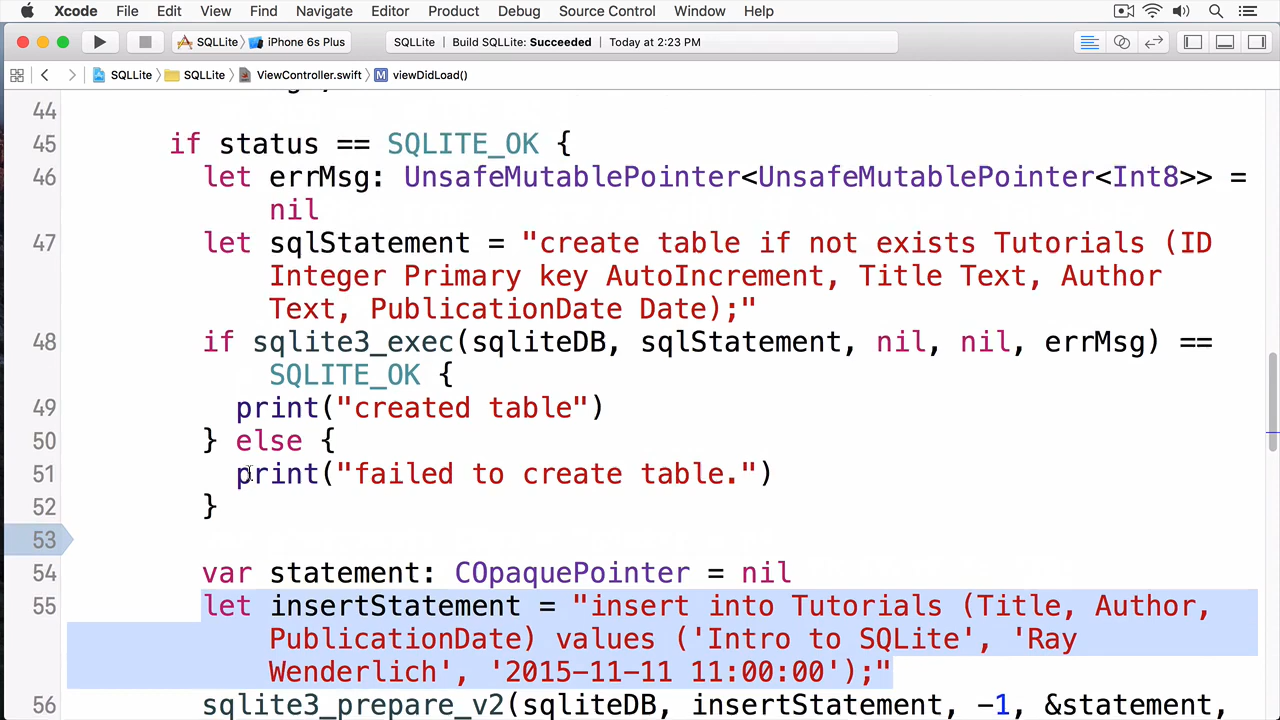 Xcode File Edit View Find Navigate Editor Product Debug Source Control Window Help
SQLLite iPhone 6s Plus SQLLite Build SQLLite: Succeeded Today at 2:23 PM
SQLLite SQLLite ViewController.swift M viewDidLoad()
44
45 if status == SQLITE_OK {
46 let errMsg: UnsafeMutablePointer<UnsafeMutablePointer<Int8>> =
nil
47 let sqlStatement = "create table if not exists Tutorials (ID
Integer Primary key AutoIncrement, Title Text, Author
Text, PublicationDate Date);"
48 if sqlite3_exec(sqliteDB, sqlStatement, nil, nil, errMsg) ==
SQLITE_OK {
49 print("created table")
50 } else {
51 print("failed to create table.")
52 }
53
54 var statement: COpaquePointer = nil
55 let insertStatement = "insert into Tutorials (Title, Author,
PublicationDate) values ('Intro to SQLite', 'Ray
Wenderlich', '2015-11-11 11:00:00');"
56 sqlite3_prepare_v2(sqliteDB, insertStatement, -1, &statement,